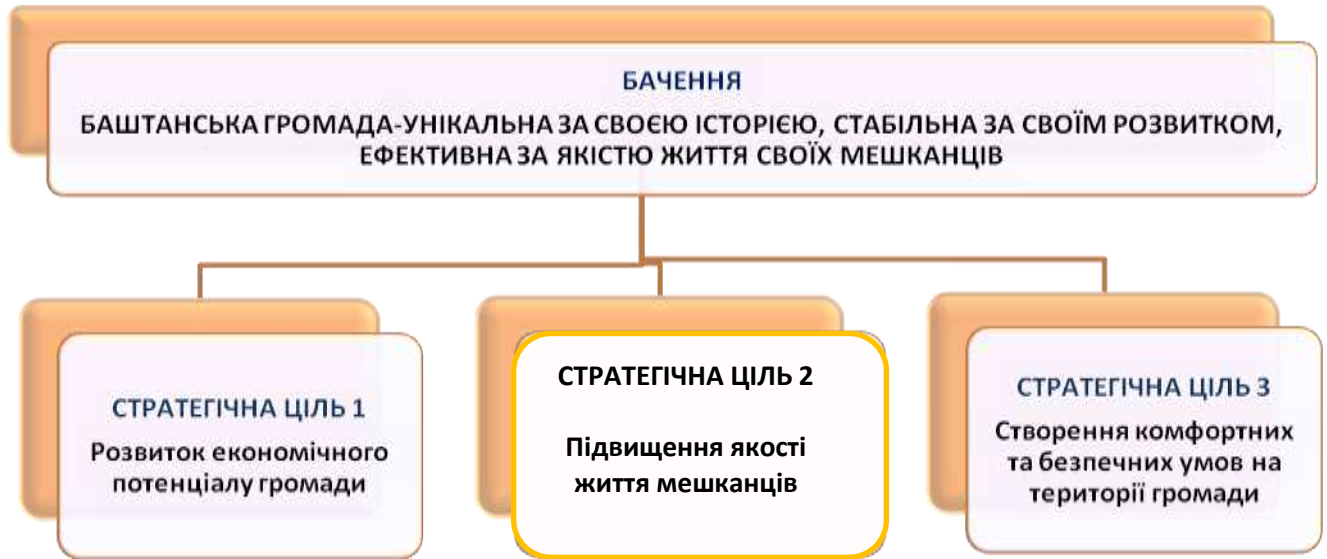 БАЧЕННЯ
БАШТАНСЬКА ГРОМАДА-УНІКАЛЬНА ЗА СВОЄЮ ІСТОРІЄЮ, СТАБІЛЬНА ЗА СВОЇМ РОЗВИТКОМ,
ЕФЕКТИВНА ЗА ЯКІСТЮ ЖИТТЯ СВОЇХ МЕШКАНЦІВ
СТРАТЕГІЧНА ЦІЛЬ 1
Розвиток економічного
потенціалу громади
СТРАТЕГІЧНА ЦІЛЬ 2
Підвищення якості
життя мешканців
СТРАТЕГІЧНА ЦІЛЬ 3
Створення комфортних
та безпечних умов на
території громади